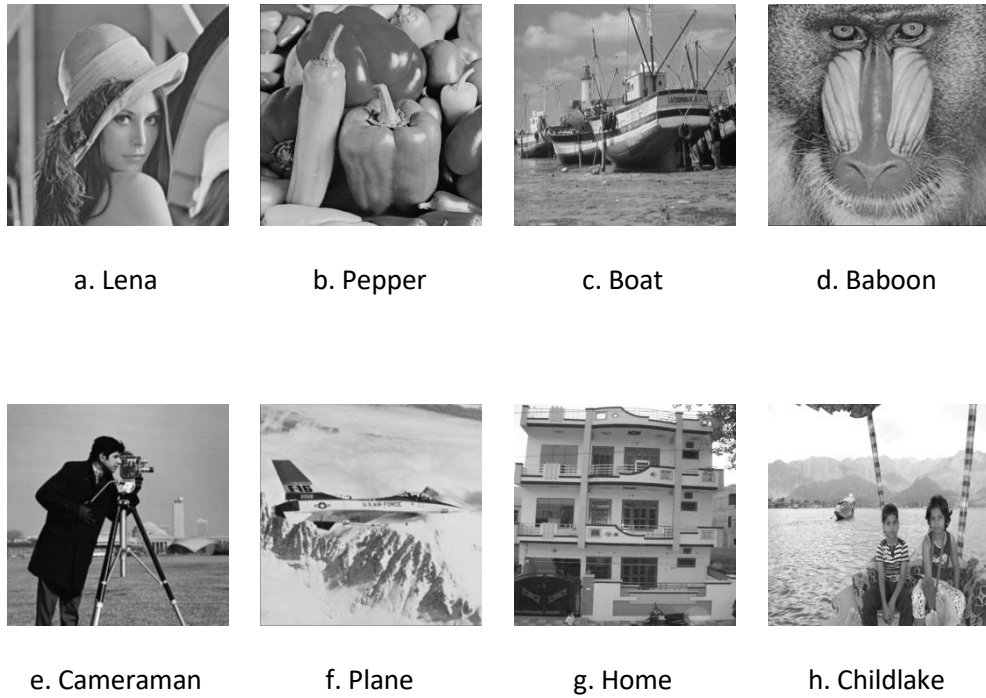 a. Lena
b. Pepper
c. Boat
d. Baboon
U.S. AIR FORCE
e. Cameraman
f. Plane
g. Home
h. Childlake